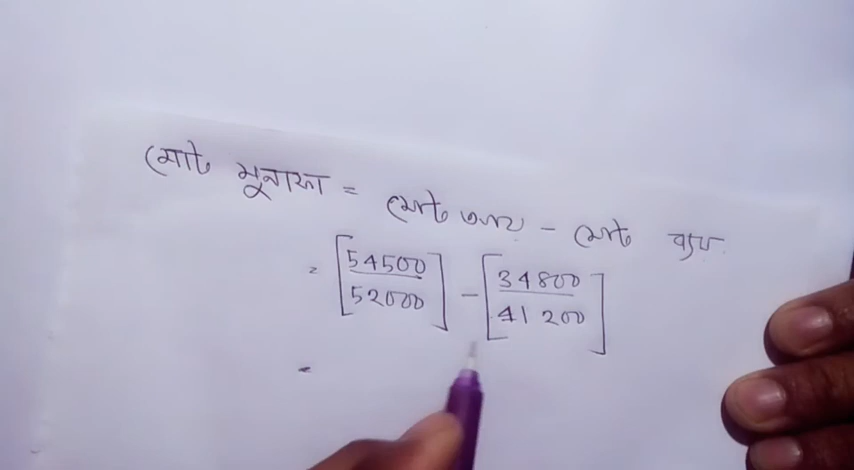 মোট মুনাফা = মোট আয় - মোট ব্যয়
= [54500 52000] - [34800 41200]
=